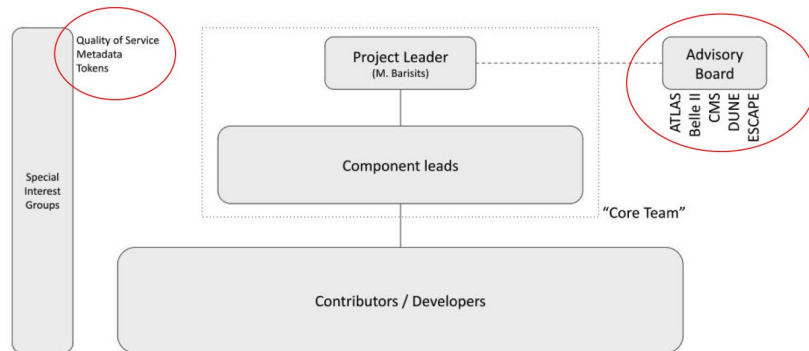 Quality of Service
Metadata
Tokens
Special
Interest
Groups
Project Leader
(M. Barisits)
Component leads
"Core Team"
Contributors / Developers
Advisory
Board
ATLAS
Belle II
CMS
DUNE
ESCAPE